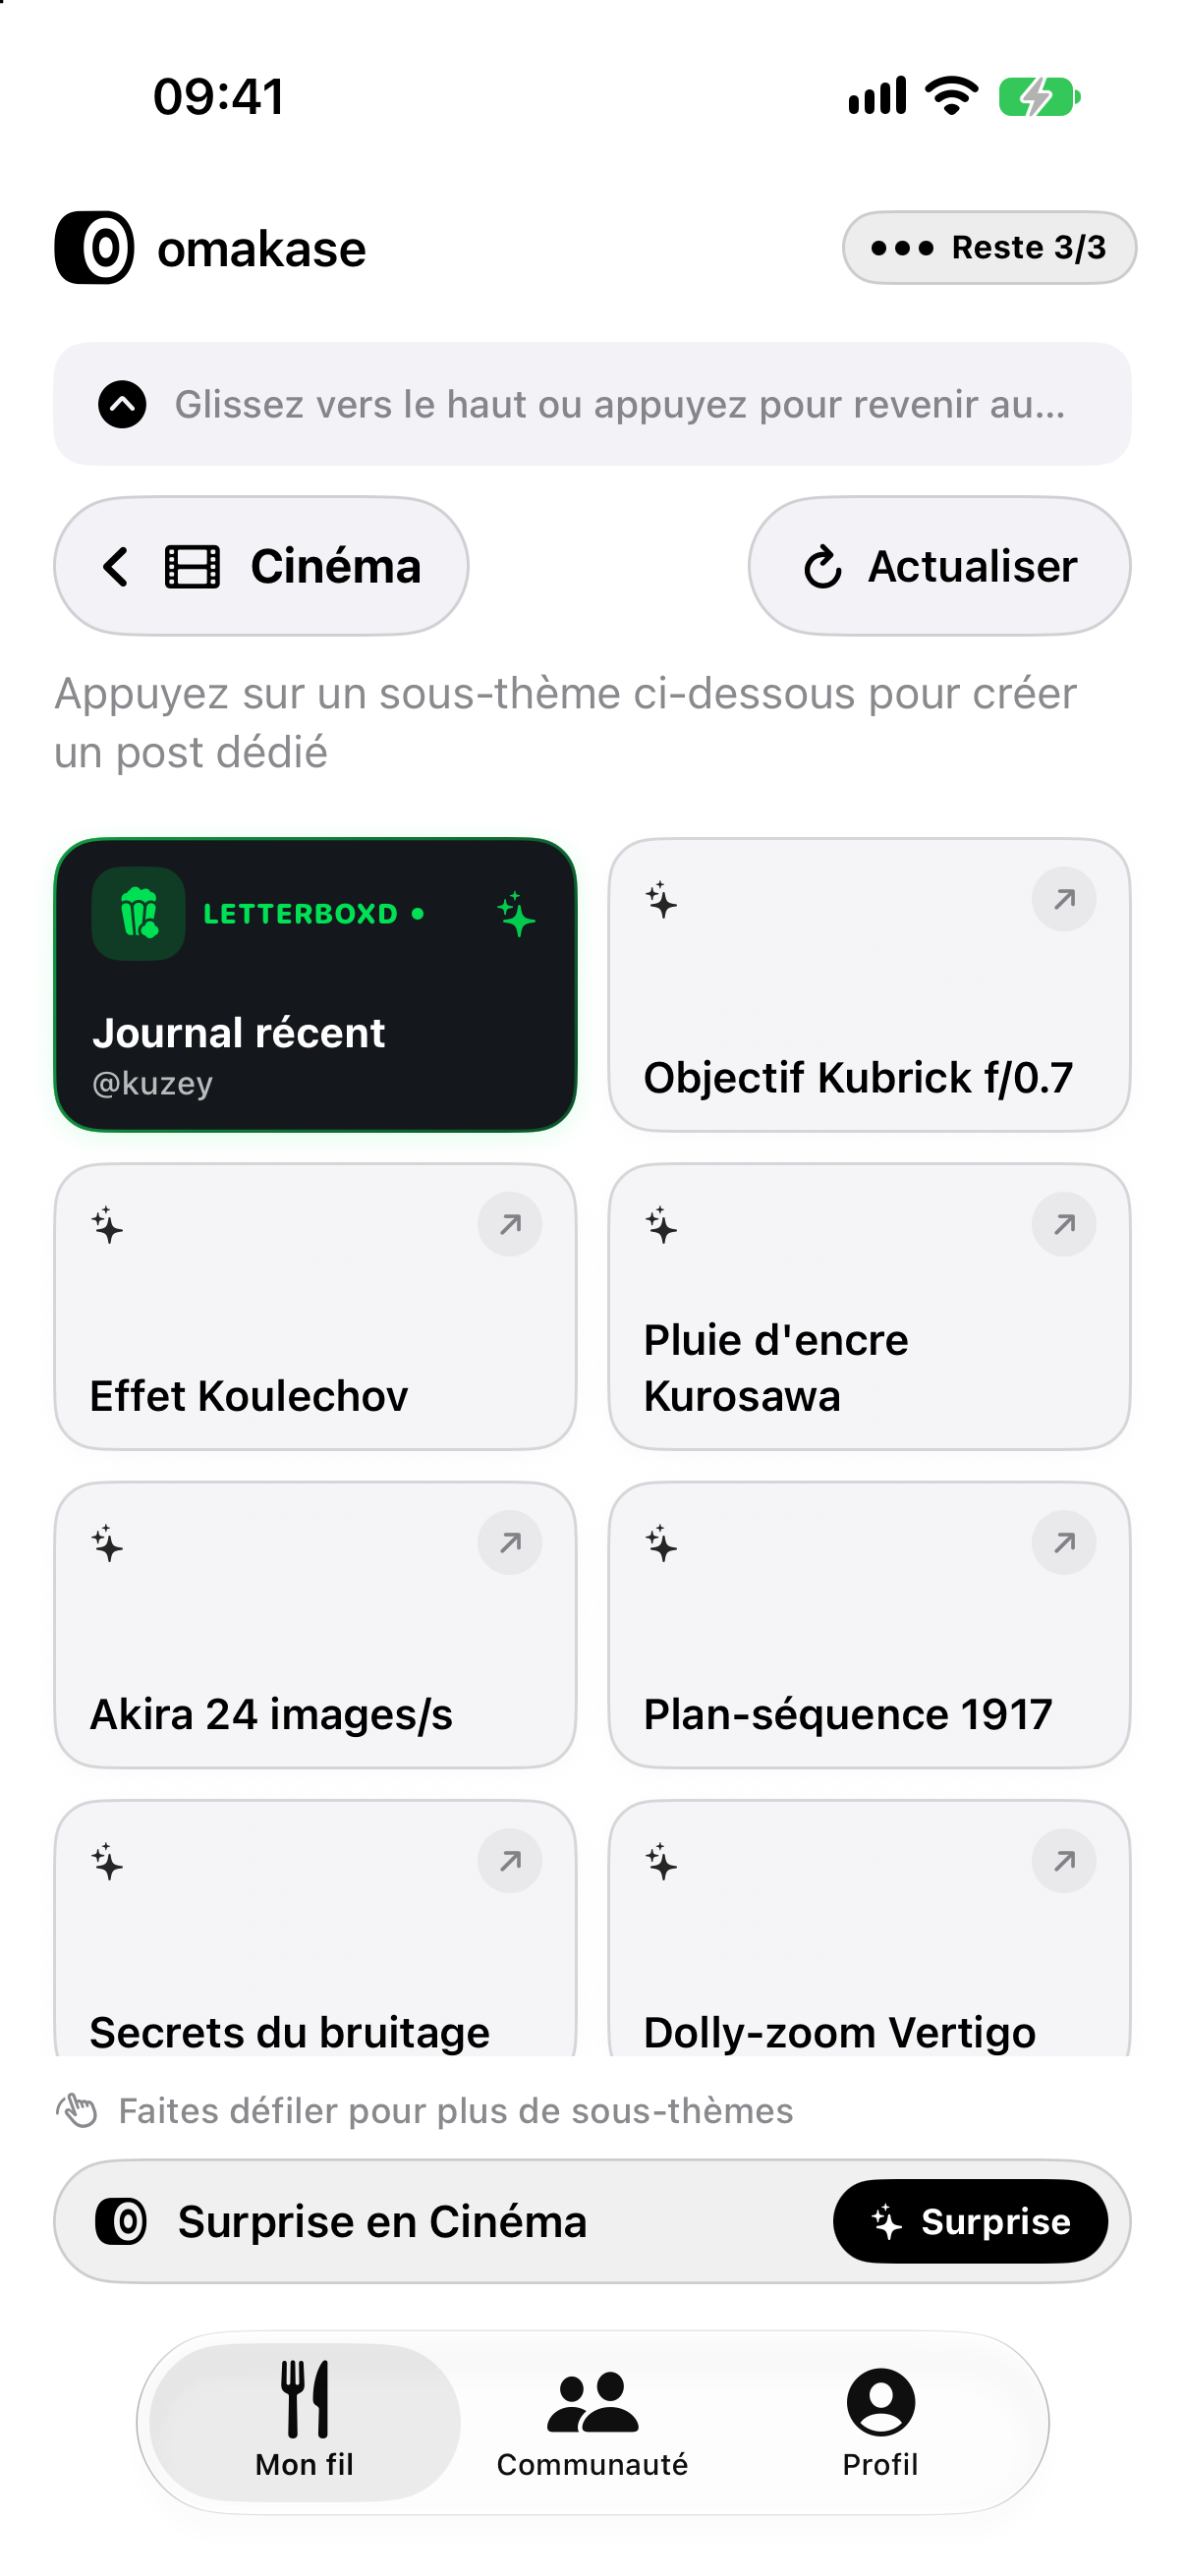 09:41
omakase
Reste 3/3
Glissez vers le haut ou appuyez pour revenir au...
Cinéma
Actualiser
Appuyez sur un sous-thème ci-dessous pour créer
un post dédié
LETTERBOXD •
Journal récent
@kuzey
Objectif Kubrick f/0.7
Effet Koulechov
Pluie d'encre
Kurosawa
Akira 24 images/s
Plan-séquence 1917
Secrets du bruitage
Dolly-zoom Vertigo
Faites défiler pour plus de sous-thèmes
Surprise en Cinéma
Surprise
Mon fil
Communauté
Profil